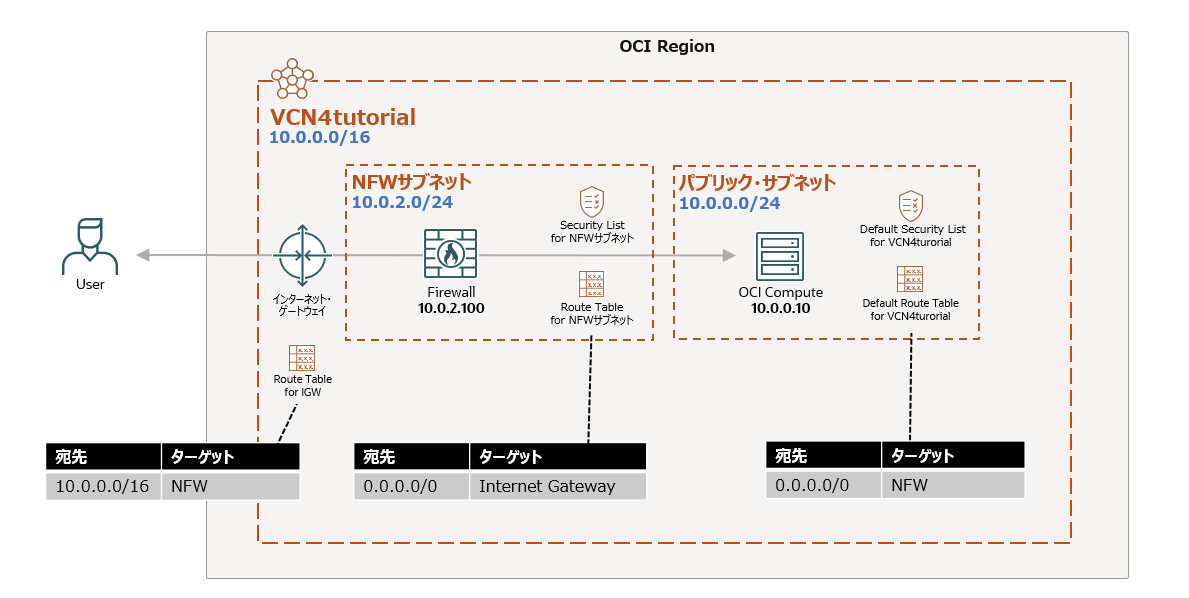 OCI Region
VCN4tutorial
10.0.0.0/16
NFWサブネット
10.0.2.0/24
Security List
for NFWサブネット
パブリック・サブネット
10.0.0.0/24
Default Security List
for VCN4turorial
User
インターネット・
ゲートウェイ
Firewall
10.0.2.100
Route Table
for NFWサブネット
OCI Compute
10.0.0.10
Default Route Table
for VCN4turorial
Route Table
for IGW
宛先 ターゲット
10.0.0.0/16 NFW
宛先 ターゲット
0.0.0.0/0 Internet Gateway
宛先 ターゲット
0.0.0.0/0 NFW